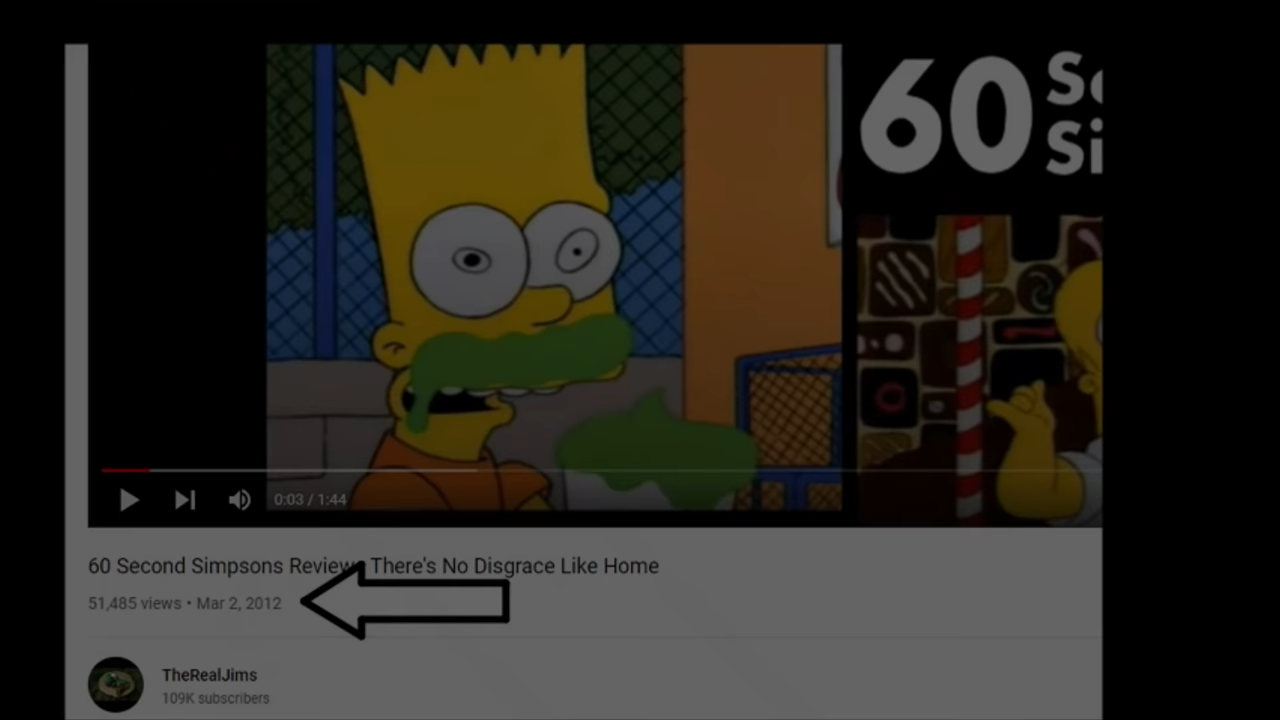 60 Se
Si
0:03 / 1:44
60 Second Simpsons Review There's No Disgrace Like Home
51,485 views • Mar 2, 2012
TheRealJims
109K subscribers